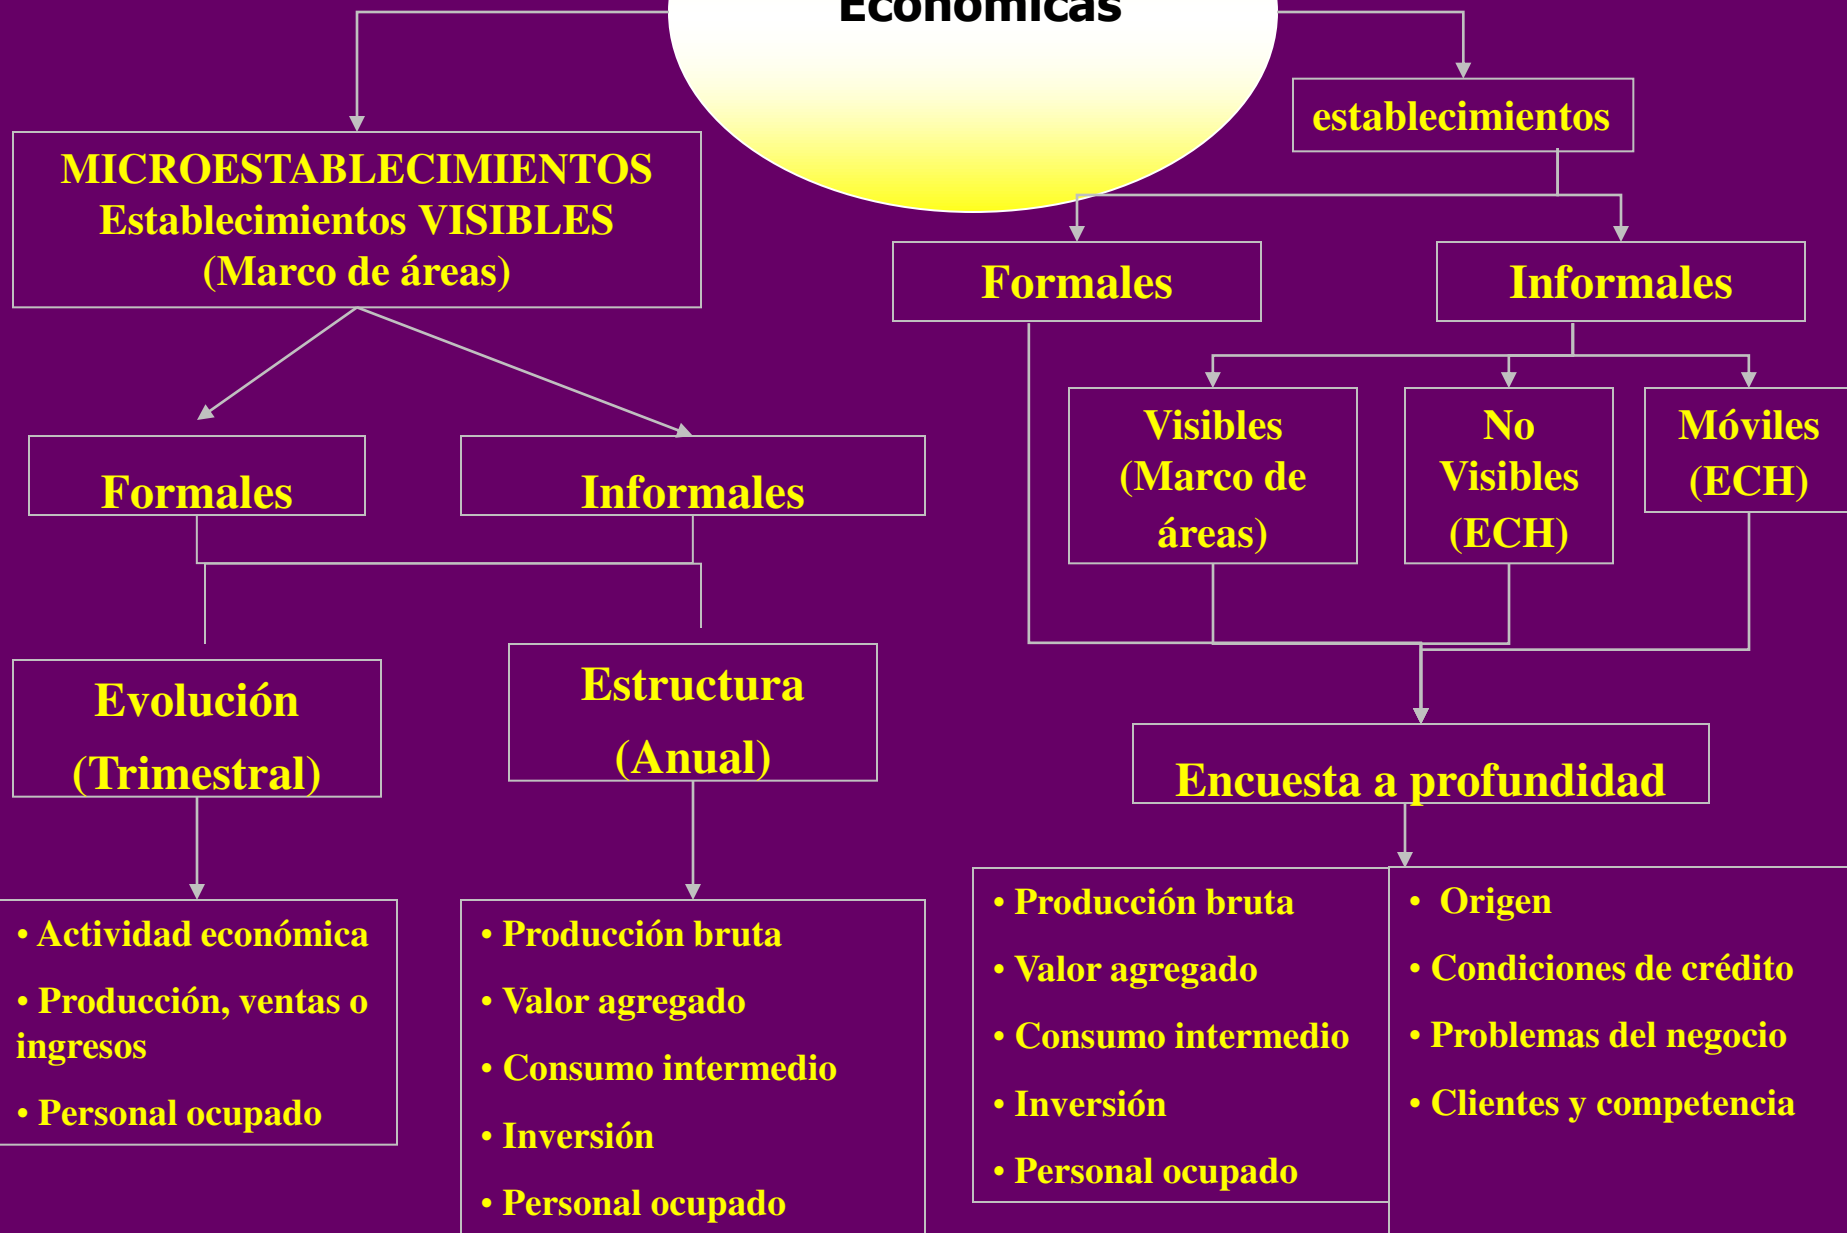 Económicas
establecimientos
MICROESTABLECIMIENTOS
Establecimientos VISIBLES
(Marco de áreas)
Formales
Informales
Visibles
(Marco de
áreas)
No
Visibles
(ECH)
Móviles
(ECH)
Formales
Informales
Evolución
(Trimestral)
Estructura
(Anual)
Encuesta a profundidad
• Actividad económica
• Producción, ventas o
ingresos
• Personal ocupado
• Producción bruta
• Valor agregado
• Consumo intermedio
• Inversión
• Personal ocupado
• Producción bruta
• Valor agregado
• Consumo intermedio
• Inversión
• Personal ocupado
• Origen
• Condiciones de crédito
• Problemas del negocio
• Clientes y competencia